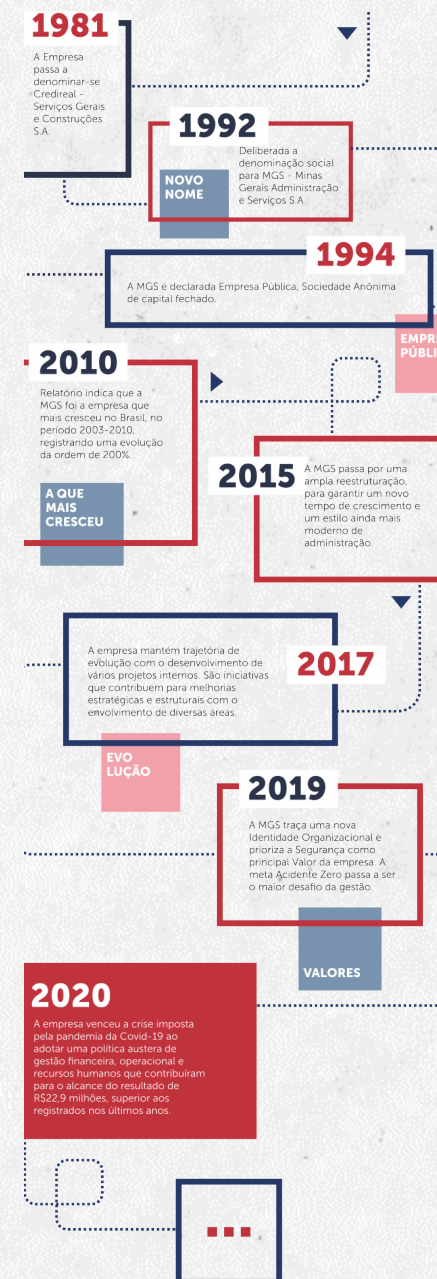 1981
A Empresa
passa a
denominar-se
Credireal -
Serviços Gerais
e Construções
S.A.
1992
Deliberada a
denominação social
para MGS - Minas
Gerais Administração
e Serviços S.A.
NOVO
NOME
1994
A MGS é declarada Empresa Pública, Sociedade Anônima
de capital fechado.
2010
Relatório indica que a
MGS foi a empresa que
mais cresceu no Brasil, no
período 2003-2010,
registrando uma evolução
da ordem de 200%.
A QUE
MAIS
CRESCEU
2015
A MGS passa por uma
ampla reestruturação,
para garantir um novo
tempo de crescimento e
um estilo ainda mais
moderno de
administração.
2017
A empresa mantém trajetória de
evolução com o desenvolvimento de
vários projetos internos. São iniciativas
que contribuem para melhorias
estratégicas e estruturais com o
envolvimento de diversas áreas.
EVO
LUÇÃO
2019
A MGS traça uma nova
Identidade Organizacional e
prioriza a Segurança como
principal Valor da empresa. A
meta Acidente Zero passa a ser
o maior desafio da gestão.
VALORES
2020
A empresa venceu a crise imposta
pela pandemia da Covid-19 ao
adotar uma política austera de
gestão financeira, operacional e
recursos humanos que contribuíram
para o alcance do resultado de
R$22,9 milhões, superior aos
registrados nos últimos anos.
...